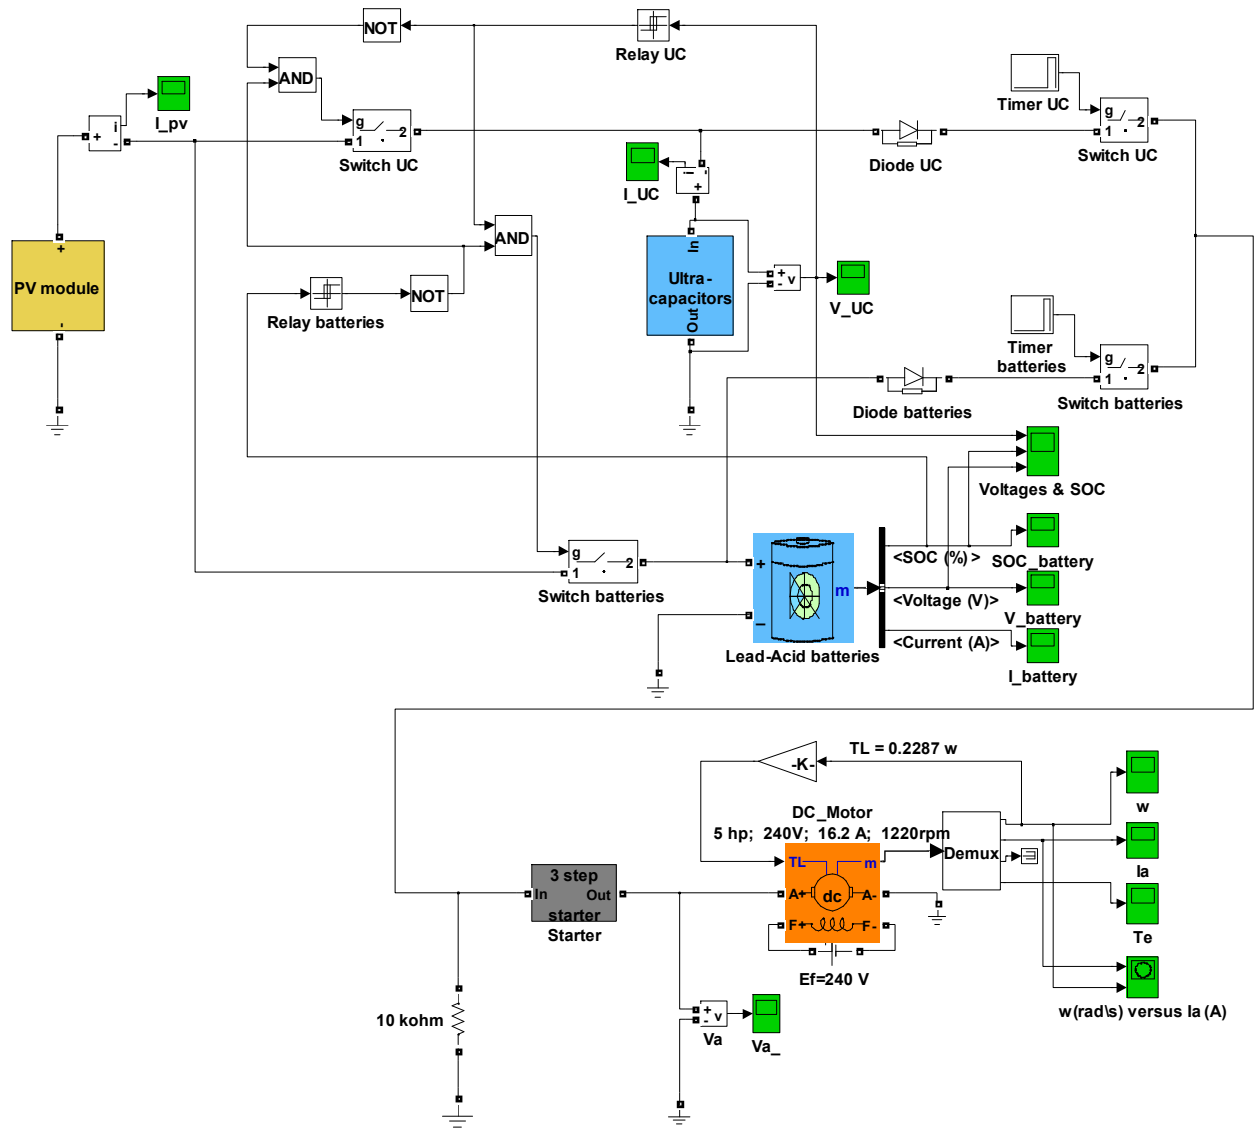 NOT
Relay UC
AND
I_pv
i
+
-
g
1
2
Switch UC
Timer UC
g
1
2
Switch UC
Diode UC
I_UC
i
-
+
AND
+
PV module
-
In
Ultra-
capacitors
Out
+
-
v
V_UC
NOT
Relay batteries
Timer
batteries
g
1
2
Switch batteries
Diode batteries
Voltages & SOC
g
1
2
Switch batteries
+
m
–
Lead-Acid batteries
<SOC (%) >
SOC_battery
<Voltage (V)>
V_battery
<Current (A)>
I_battery
TL = 0.2287 w
-K-
w
DC_Motor
5 hp; 240V; 16.2 A; 1220rpm
TL
m
Demux
Ia
3 step
In
Out
starter
Starter
A+
dc
A-
F+
F-
Te
Ef=240 V
w(rad\s) versus Ia (A)
10 kohm
+
-
v
Va
Va_